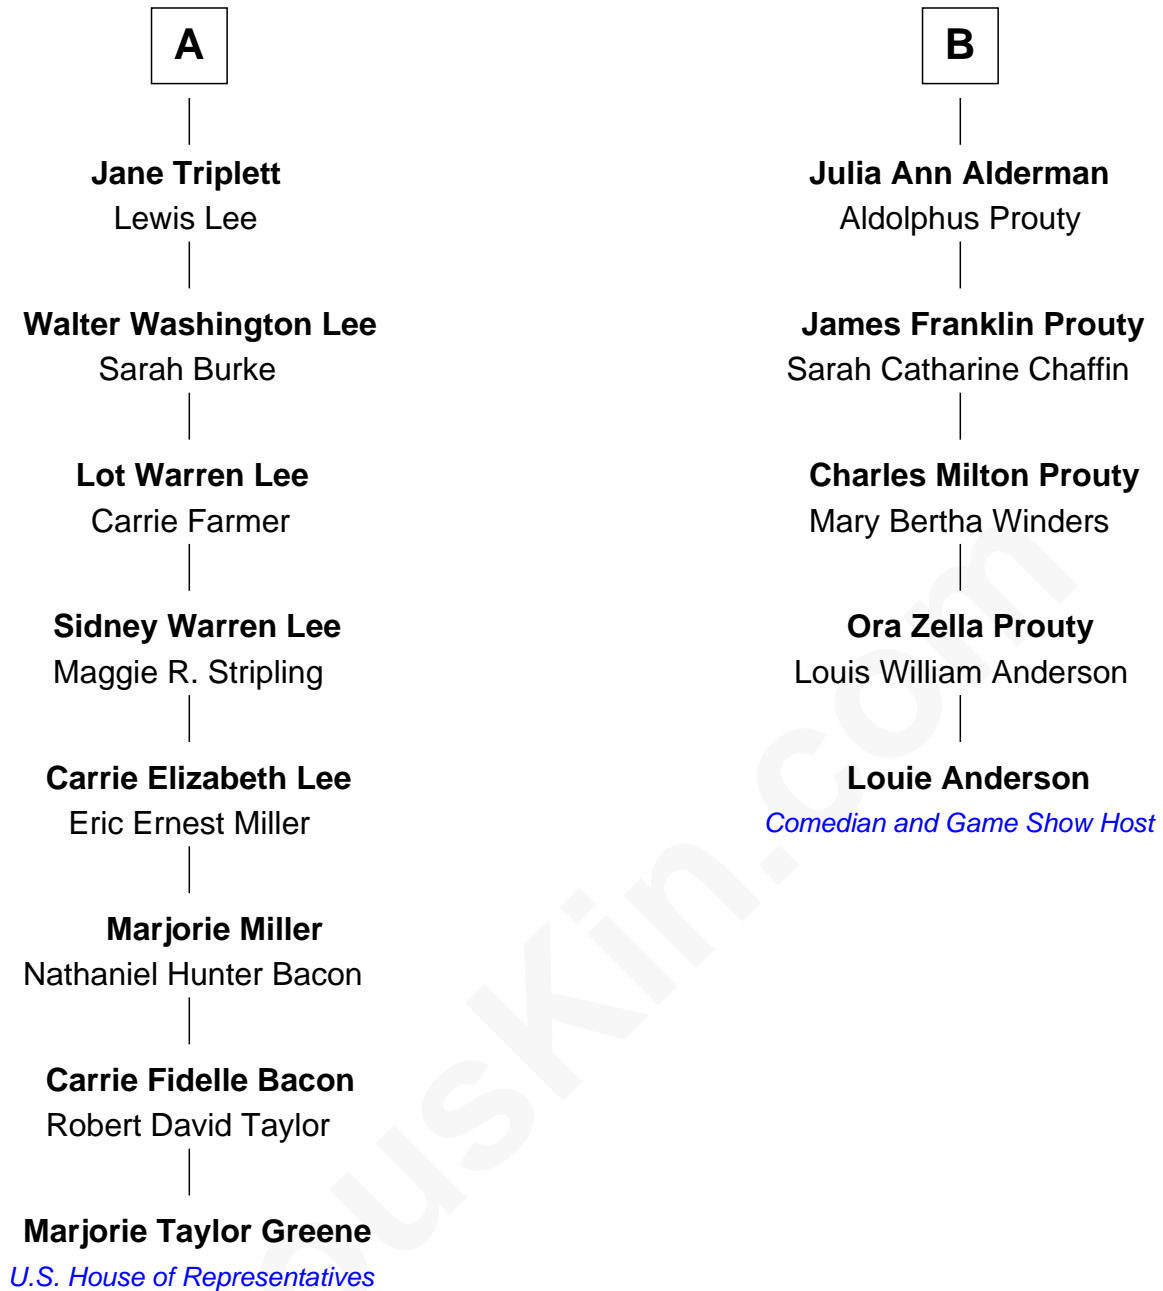 A
Jane Triplett
Lewis Lee
Walter Washington Lee
Sarah Burke
Lot Warren Lee
Carrie Farmer
Sidney Warren Lee
Maggie R. Stripling
Carrie Elizabeth Lee
Eric Ernest Miller
Marjorie Miller
Nathaniel Hunter Bacon
Carrie Fidelle Bacon
Robert David Taylor
Marjorie Taylor Greene
U.S. House of Representatives
B
Julia Ann Alderman
Aldolphus Prouty
James Franklin Prouty
Sarah Catharine Chaffin
Charles Milton Prouty
Mary Bertha Winders
Ora Zella Prouty
Louis William Anderson
Louie Anderson
Comedian and Game Show Host
ousKin.com